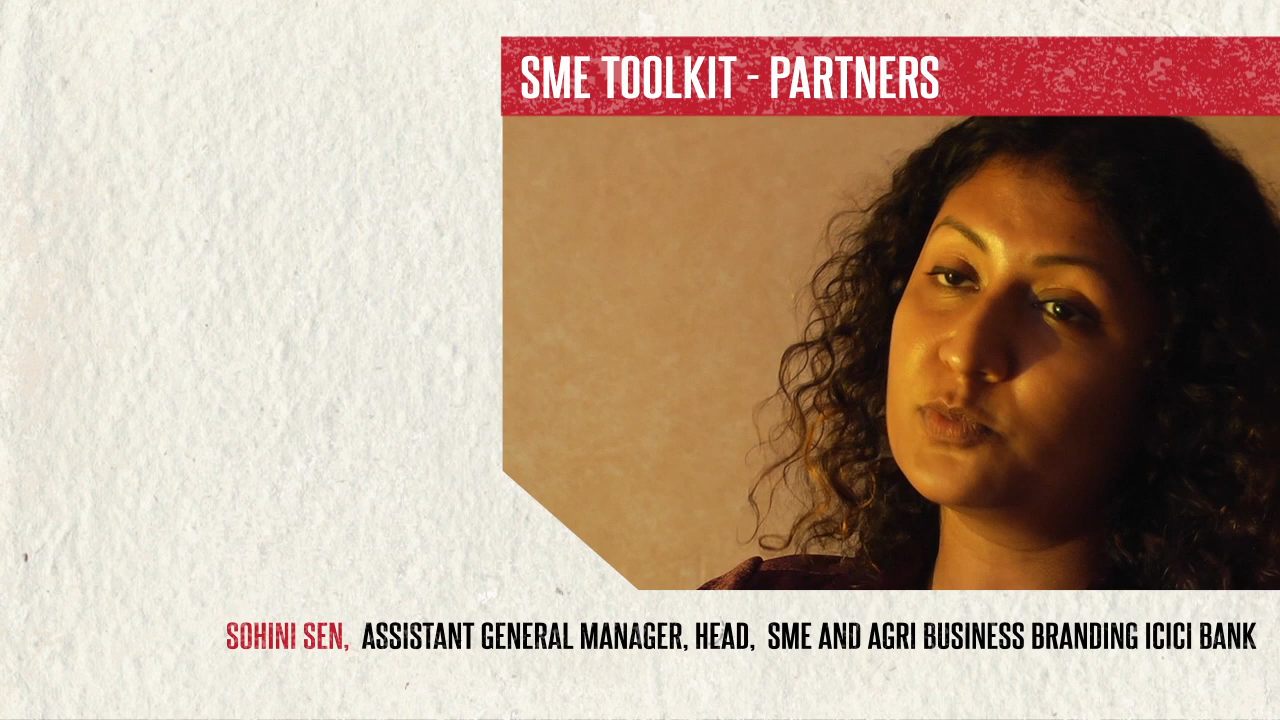 SME TOOLKIT - PARTNERS
SOHINI SEN, ASSISTANT GENERAL MANAGER, HEAD, SME AND AGRI BUSINESS BRANDING ICICI BANK